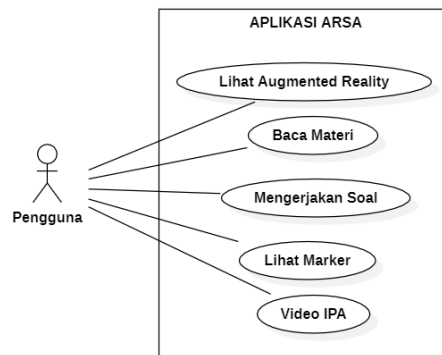 APLIKASI ARSA
Lihat Augmented Reality
Baca Materi
Pengguna
Mengerjakan Soal
Lihat Marker
Video IPA